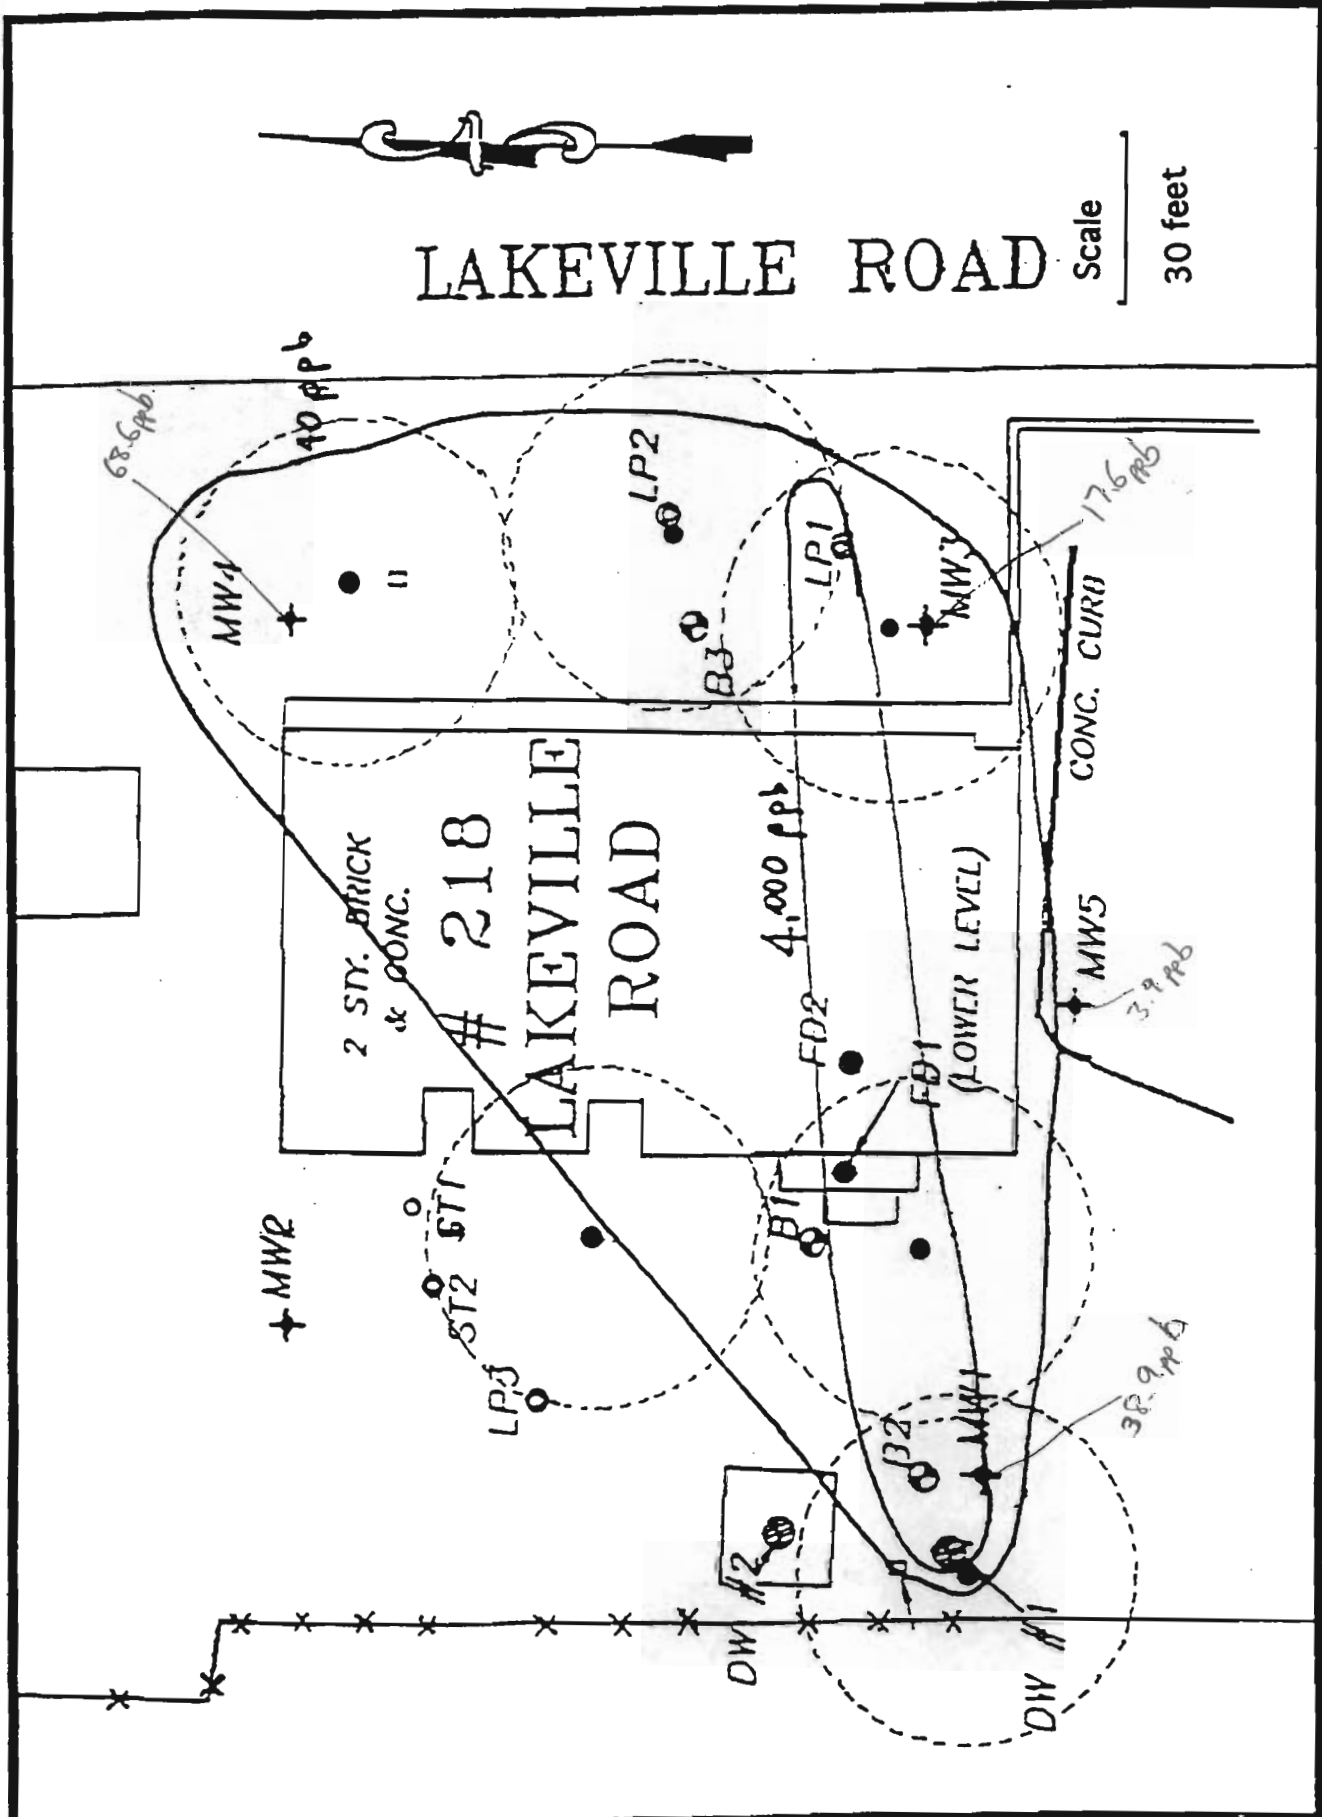 LAKEVILLE ROAD
Scale
30 feet
40 ppb
68.6 ppb
MW4
LP2
B3
LP1
MW3
17.6 ppb
CONC. CURB
2 STY. BRICK
& CONC.
# 218
LAKEVILLE
ROAD
4,000 ppb
FD2
FD1
(LOWER LEVEL)
MW5
3.9 ppb
MW2
ST1
ST2
LP3
B1
B2
MW1
38.9 ppb
DW #2
DW #1